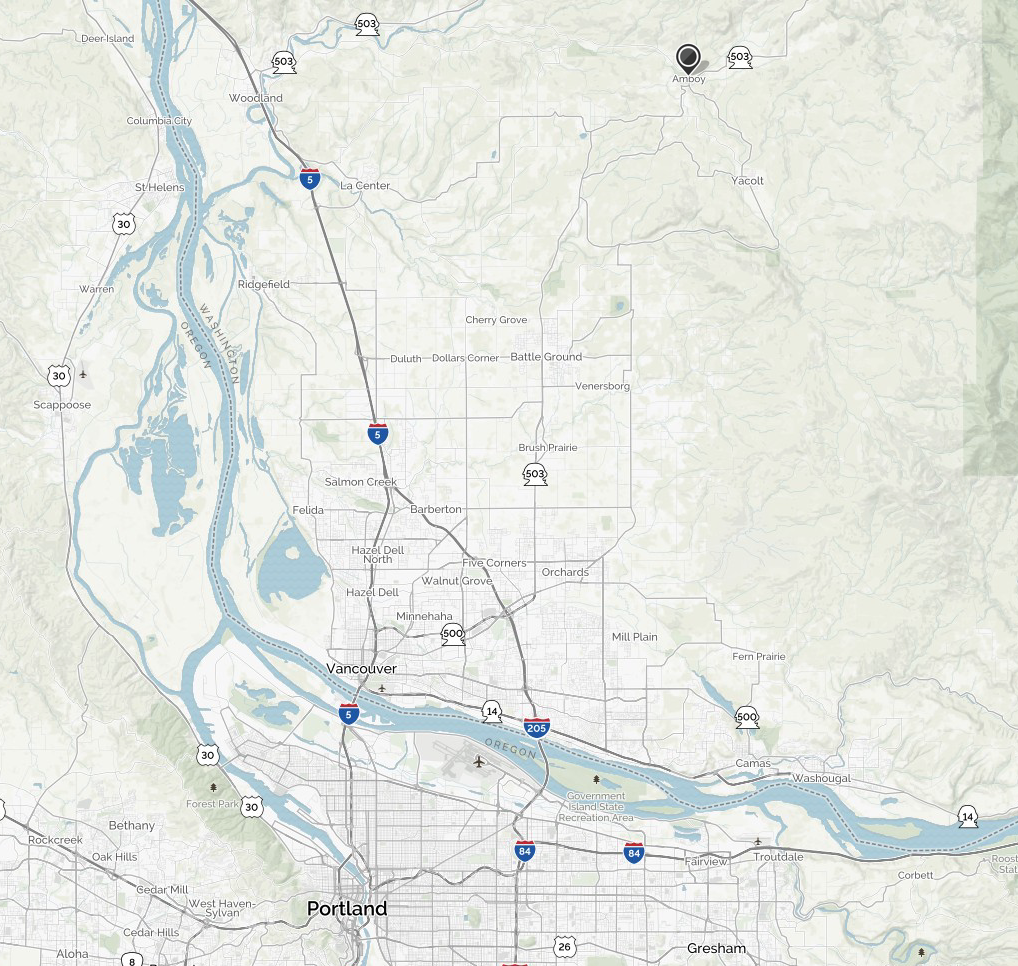 503
Deer Island
503
503
Amboy
Woodland
Columbia City
5
La Center
Yacolt
St Helens
30
Ridgefield
Warren
WASHINGTON
OREGON
Cherry Grove
Duluth
Dollars Corner
Battle Ground
30
Venersborg
Scappoose
5
Brush Prairie
503
Salmon Creek
Felida
Barberton
Hazel Dell
North
Five Corners
Orchards
Walnut Grove
Hazel Dell
Minnehaha
500
Mill Plain
Fern Prairie
Vancouver
5
14
500
205
OREGON
30
Camas
Washougal
Forest Park
30
Government
Island State
Recreation Area
14
Bethany
Rockcreek
84
84
Fairview
Troutdale
Oak Hills
Roost
Stat
Corbett
Cedar Mill
West Haven-
Sylvan
Portland
Cedar Hills
Aloha
8
26
Gresham